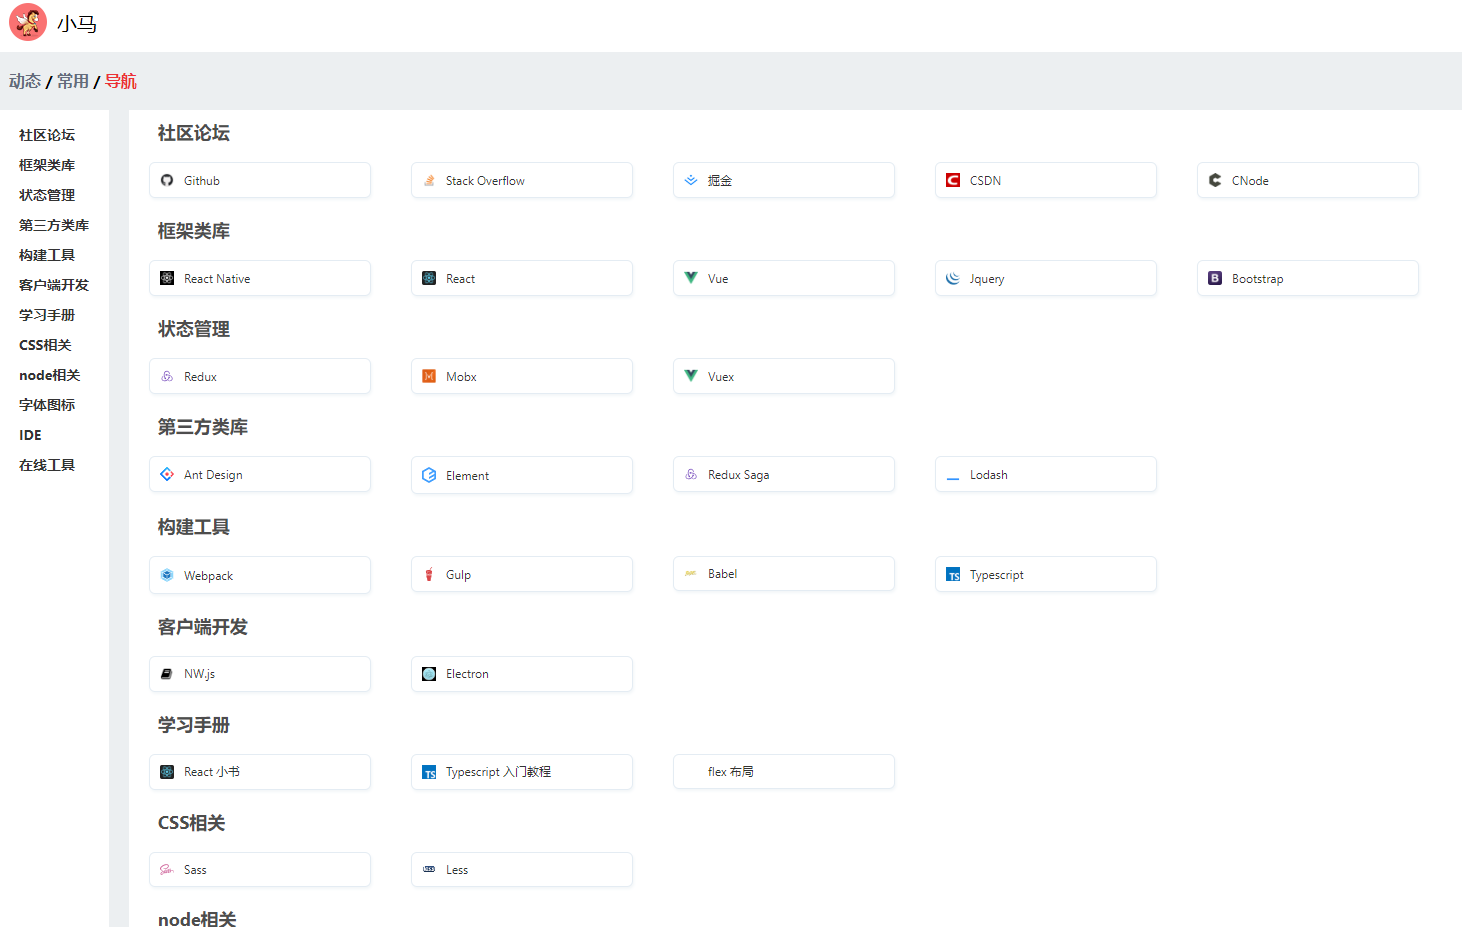 小马
动态 / 常用 / 导航
社区论坛
框架类库
状态管理
第三方类库
构建工具
客户端开发
学习手册
CSS相关
node相关
字体图标
IDE
在线工具
社区论坛
Github
Stack Overflow
掘金
CSDN
CNode
框架类库
React Native
React
Vue
Jquery
Bootstrap
状态管理
Redux
Mobx
Vuex
第三方类库
Ant Design
Element
Redux Saga
Lodash
构建工具
Webpack
Gulp
Babel
Typescript
客户端开发
NW.js
Electron
学习手册
React 小书
Typescript 入门教程
flex 布局
CSS相关
Sass
Less
node相关